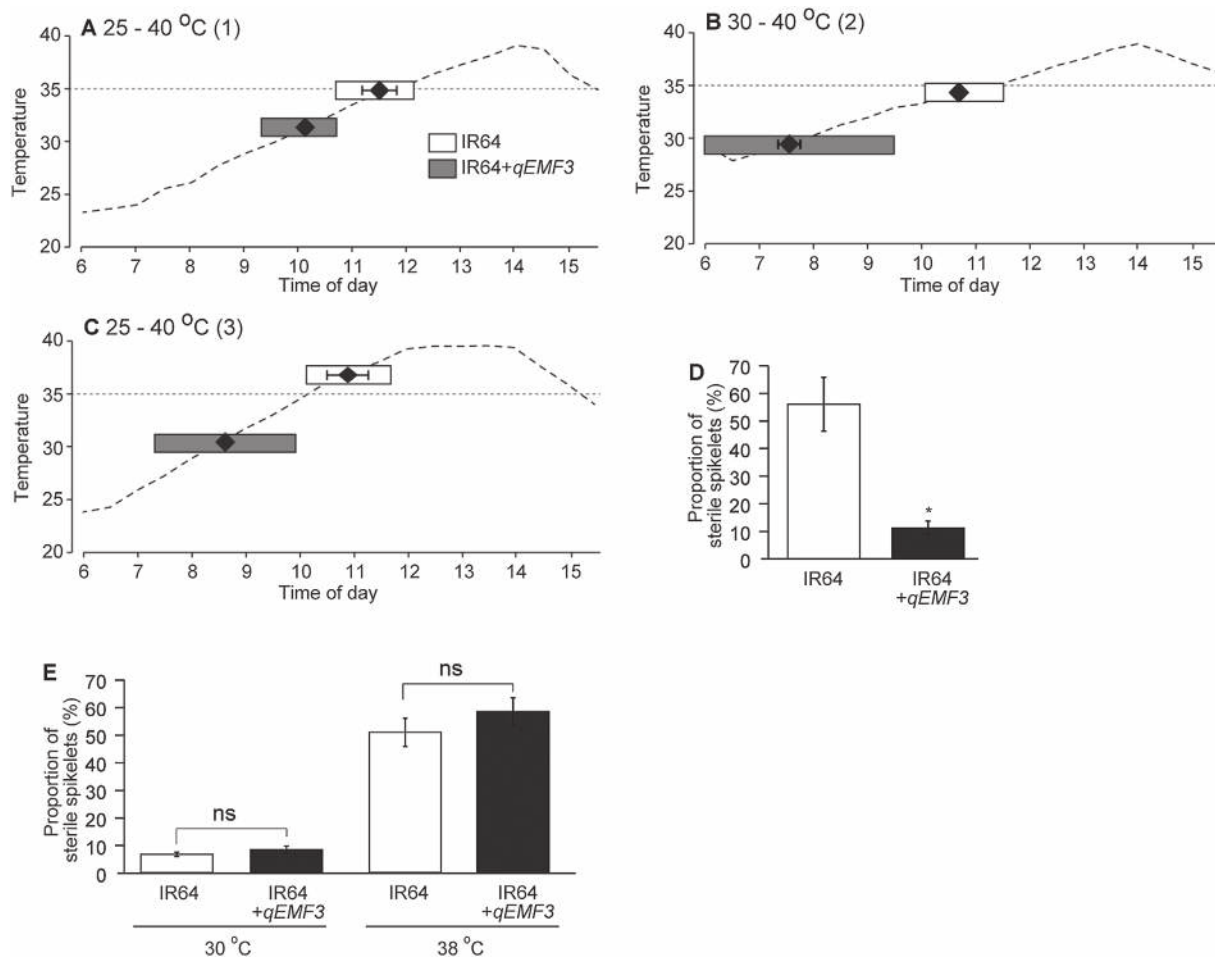 A 25 - 40 ºC (1)
Temperature
40
35
30
25
20
6 7 8 9 10 11 12 13 14 15
Time of day
IR64
IR64+qEMF3
B 30 - 40 ºC (2)
Temperature
40
35
30
25
20
6 7 8 9 10 11 12 13 14 15
Time of day
C 25 - 40 ºC (3)
Temperature
40
35
30
25
20
6 7 8 9 10 11 12 13 14 15
Time of day
D
Proportion of
sterile spikelets (%)
70
60
50
40
30
20
10
0
*
IR64 IR64
+qEMF3
E
Proportion of
sterile spikelets (%)
70
60
50
40
30
20
10
0
ns
ns
IR64 IR64 IR64 IR64
+qEMF3 +qEMF3
30 ºC 38 ºC